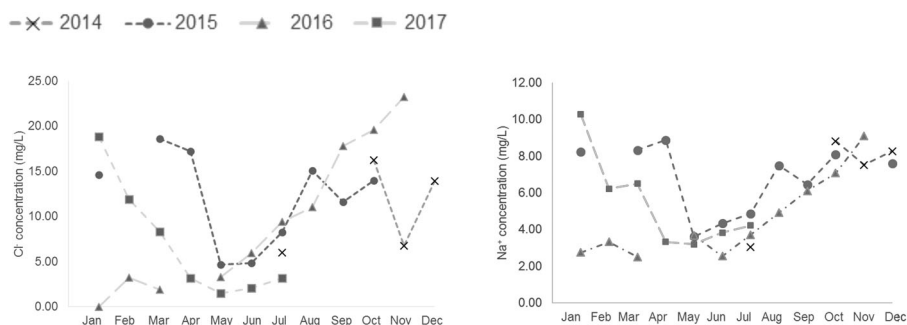 2014 2015 2016 2017
Cl⁻ concentration (mg/L)
25.00
20.00
15.00
10.00
5.00
0.00
Jan Feb Mar Apr May Jun Jul Aug Sep Oct Nov Dec
Na⁺ concentration (mg/L)
12.00
10.00
8.00
6.00
4.00
2.00
0.00
Jan Feb Mar Apr May Jun Jul Aug Sep Oct Nov Dec